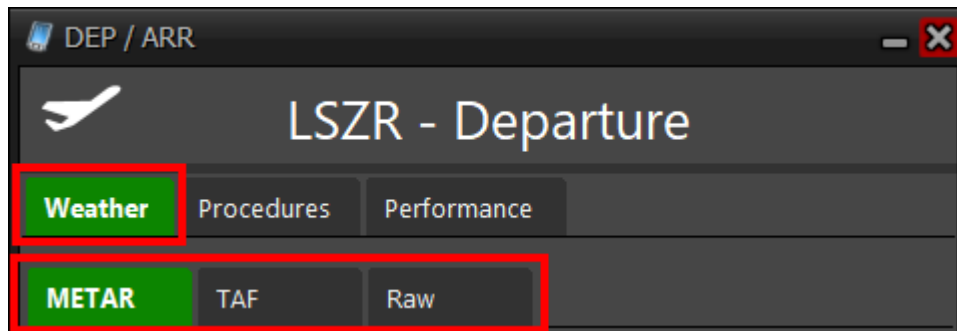 DEP / ARR
LSZR - Departure
Weather Procedures Performance
METAR TAF Raw